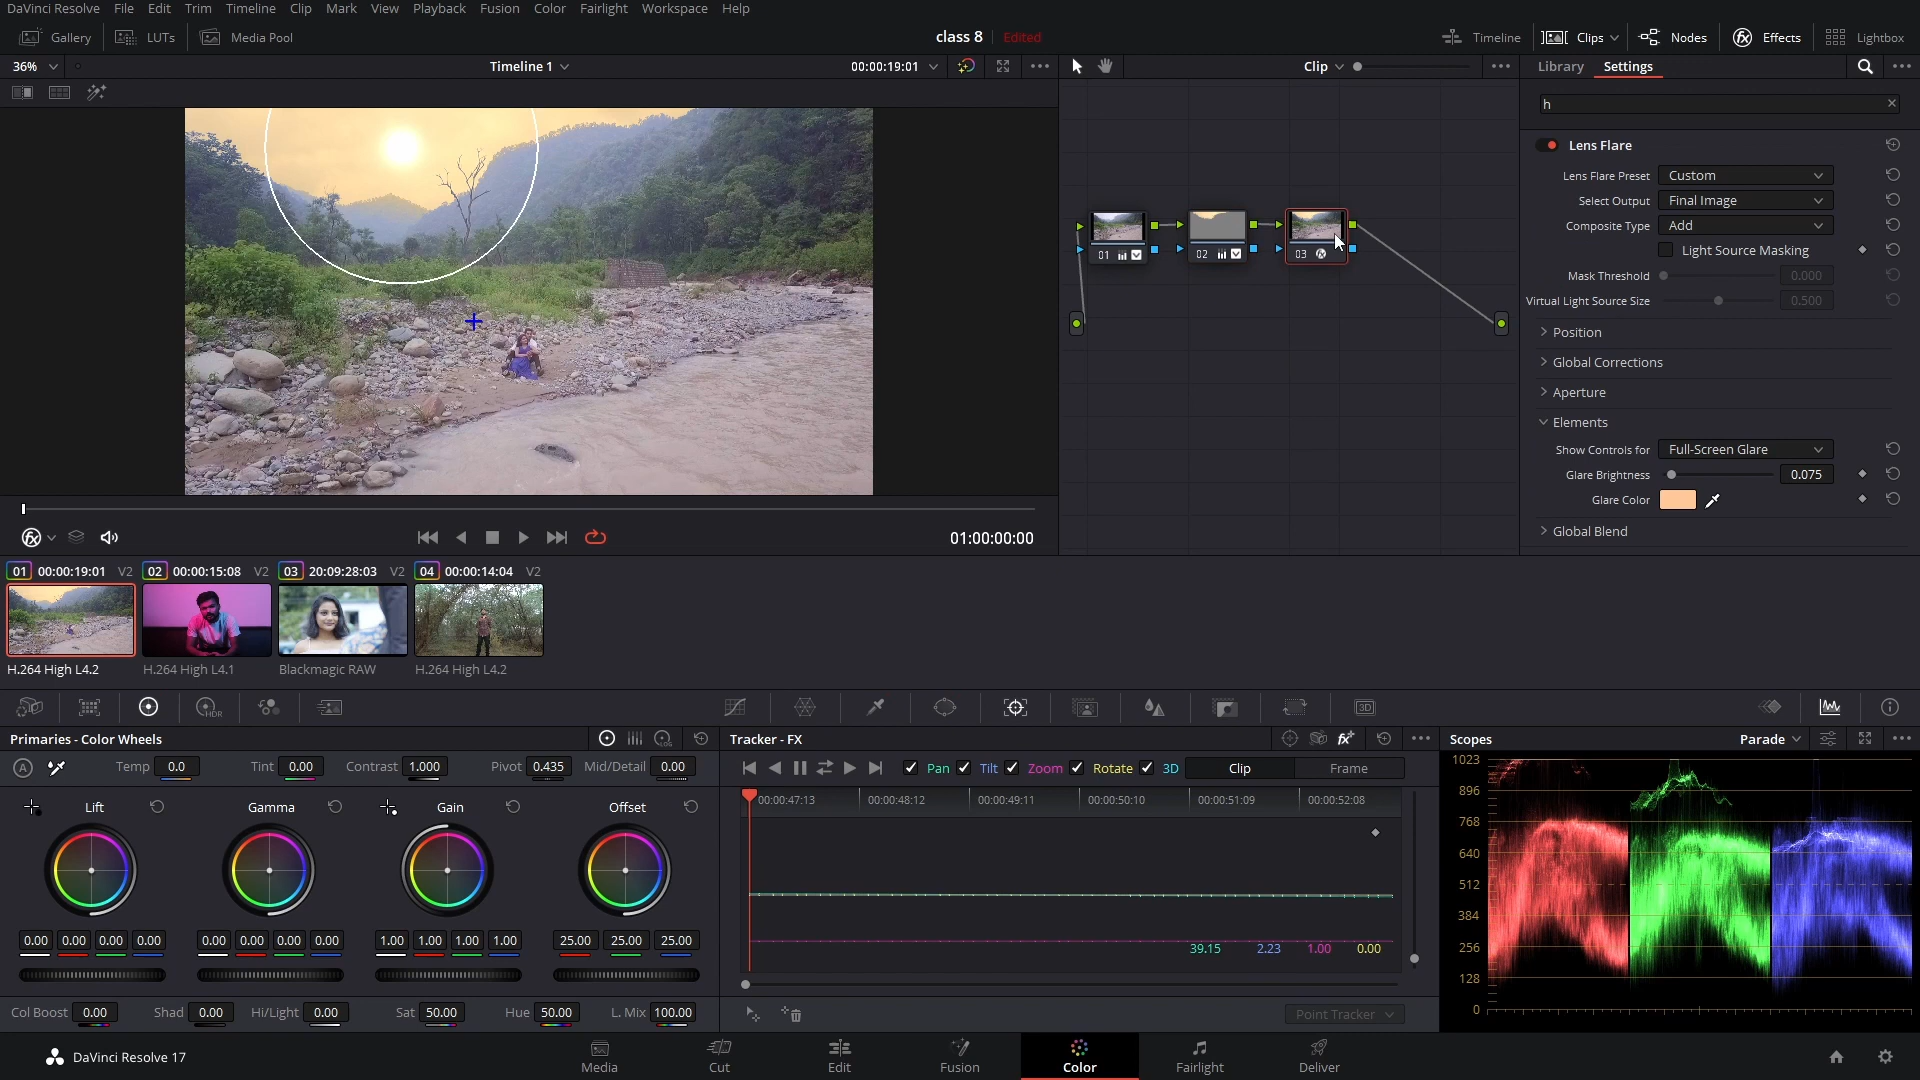 DaVinci Resolve File Edit Trim Timeline Clip Mark View Playback Fusion Color Fairlight Workspace Help
Gallery LUTs Media Pool class 8 Edited Timeline Clips Nodes Effects Lightbox
36% Timeline 1 00:00:19:01 Clip Library Settings
h
Lens Flare
Lens Flare Preset Custom
Select Output Final Image
Composite Type Add
Light Source Masking
Mask Threshold 0.000
Virtual Light Source Size 0.500
Position
Global Corrections
Aperture
Elements
Show Controls for Full-Screen Glare
Glare Brightness 0.075
Glare Color
Global Blend
01 02 03
01:00:00:00
01 00:00:19:01 V2 02 00:00:15:08 V2 03 20:09:28:03 V2 04 00:00:14:04 V2
H.264 High L4.2 H.264 High L4.1 Blackmagic RAW H.264 High L4.2
HDR 3D
Primaries - Color Wheels LOG Tracker - FX fx Scopes Parade
A Temp 0.0 Tint 0.00 Contrast 1.000 Pivot 0.435 Mid/Detail 0.00
Pan Tilt Zoom Rotate 3D Clip Frame
Lift Gamma Gain Offset
00:00:47:13 00:00:48:12 00:00:49:11 00:00:50:10 00:00:51:09 00:00:52:08
0.00 0.00 0.00 0.00 0.00 0.00 0.00 0.00 1.00 1.00 1.00 1.00 25.00 25.00 25.00
39.15 2.23 1.00 0.00
1023
896
768
640
512
384
256
128
0
Col Boost 0.00 Shad 0.00 Hi/Light 0.00 Sat 50.00 Hue 50.00 L. Mix 100.00
Point Tracker
DaVinci Resolve 17 Media Cut Edit Fusion Color Fairlight Deliver